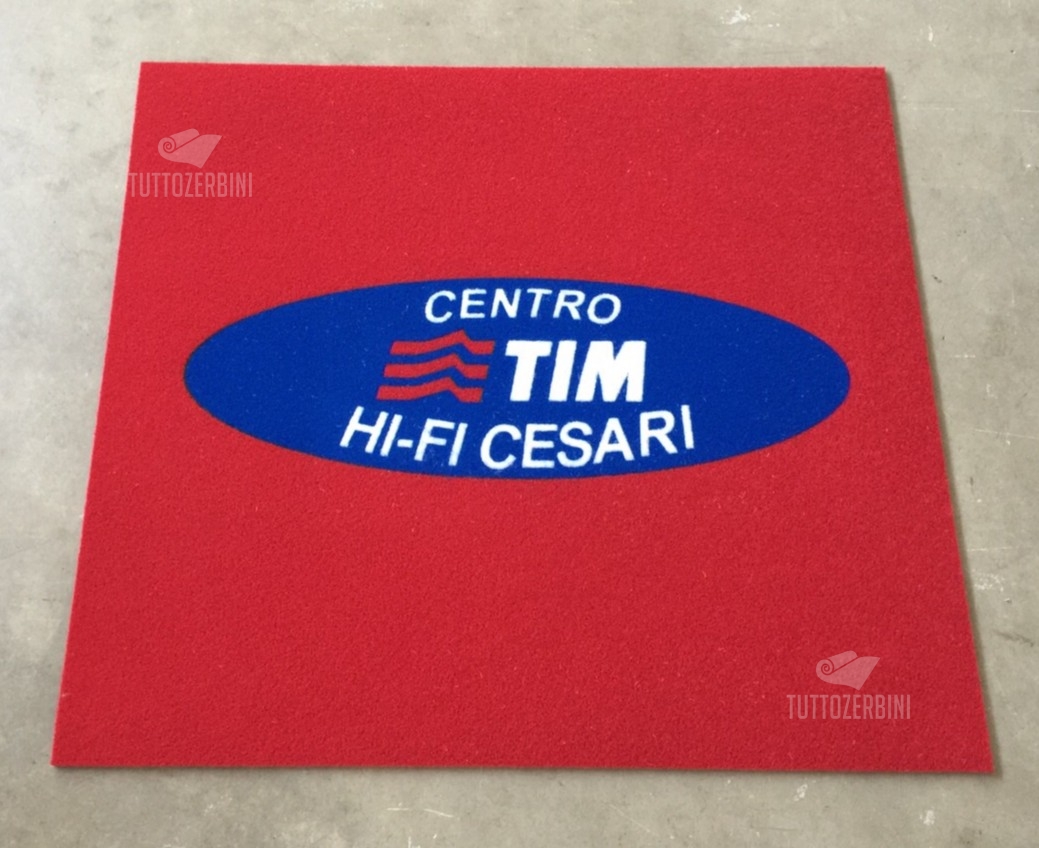 TUTTOZERBINI
CENTRO
TIM
HI-FI CESARI
TUTTOZERBINI